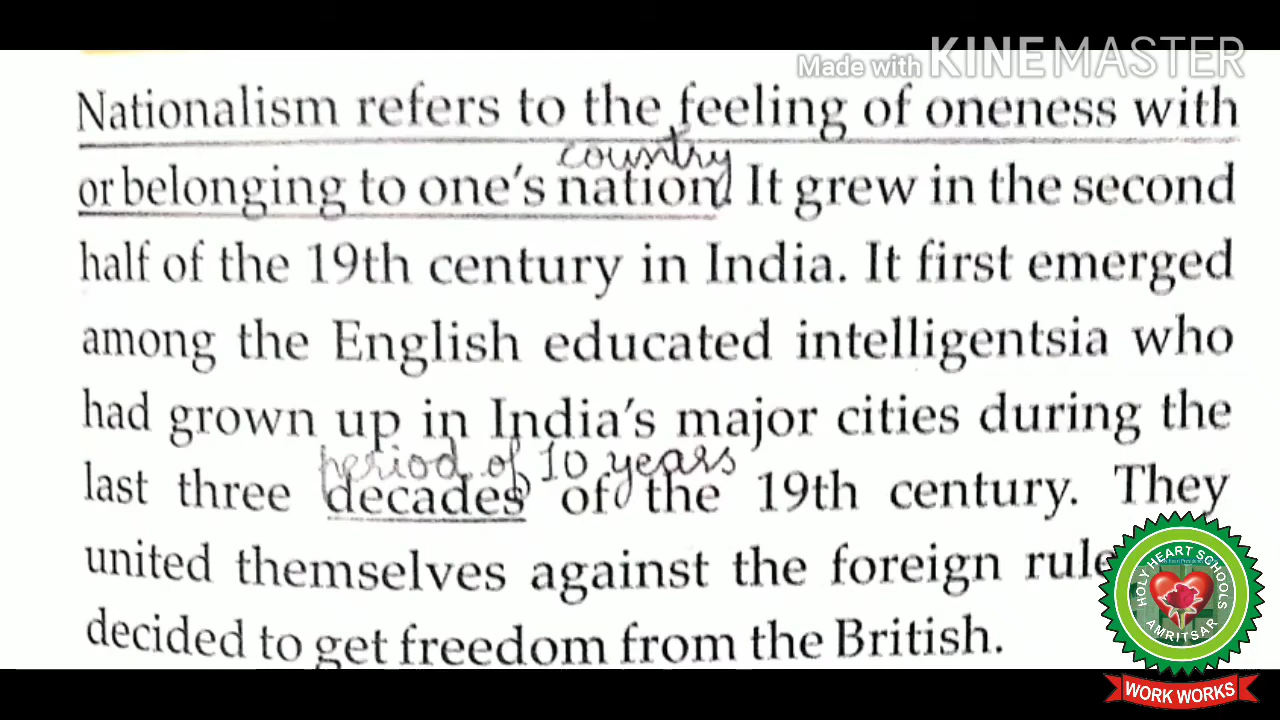 Made with KINEMASTER
Nationalism refers to the feeling of oneness with
country
or belonging to one's nation. It grew in the second
half of the 19th century in India. It first emerged
among the English educated intelligentsia who
had grown up in India's major cities during the
period of 10 years
last three decades of the 19th century. They
united themselves against the foreign rule
decided to get freedom from the British.
HOLY HEART SCHOOLS
AMRITSAR
WORK WORKS